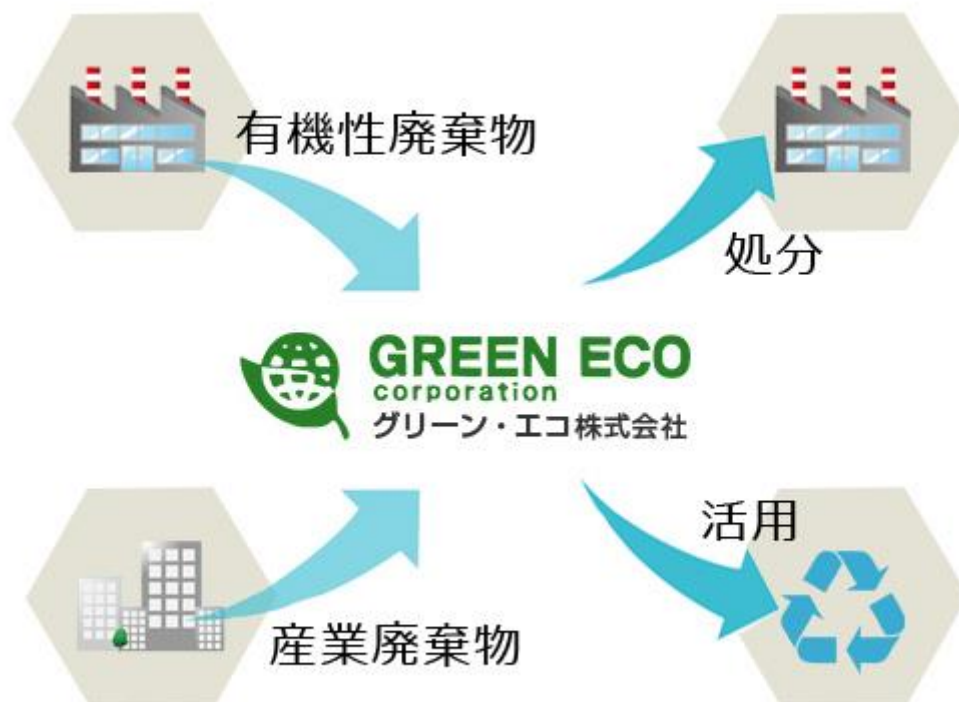 有機性廃棄物
処分
GREEN ECO
corporation
グリーン・エコ株式会社
活用
産業廃棄物